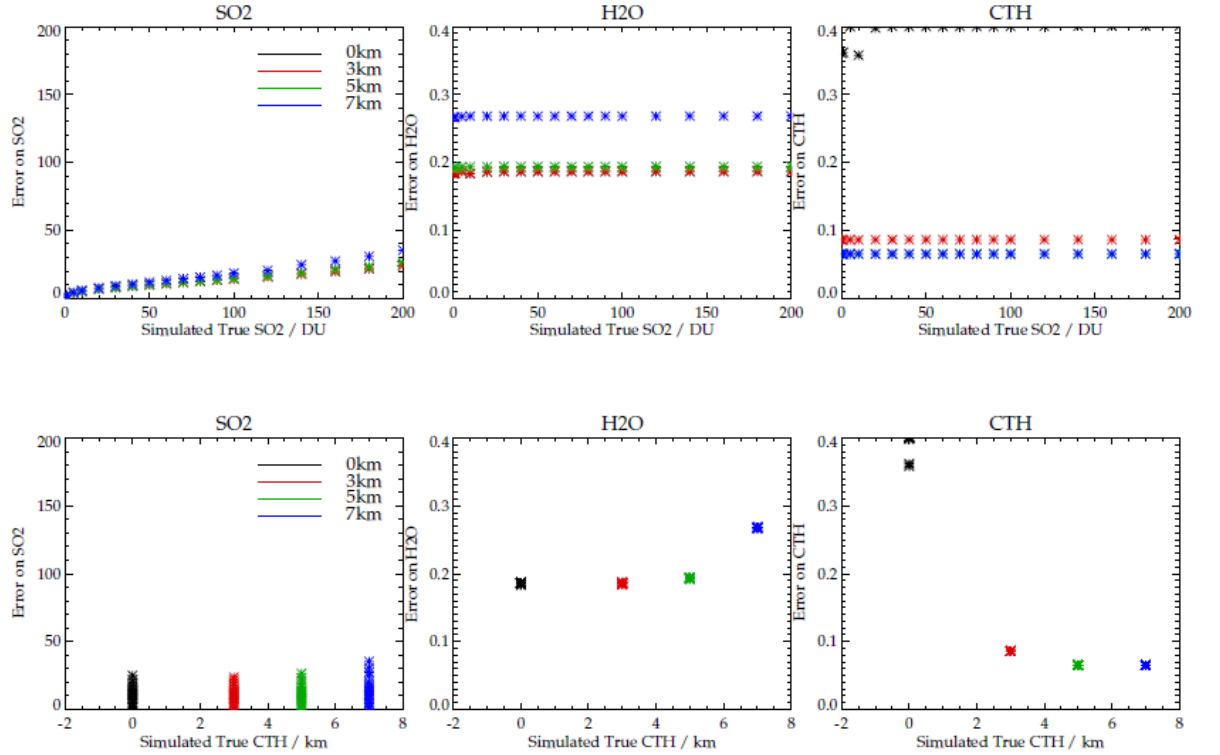 SO2
H2O
CTH
200
150
100
50
0
Error on SO2
0km
3km
5km
7km
0 50 100 150 200
Simulated True SO2 / DU
0.4
0.3
0.2
0.1
0.0
Error on H2O
0 50 100 150 200
Simulated True SO2 / DU
0.4
0.3
0.2
0.1
0.0
Error on CTH
0 50 100 150 200
Simulated True SO2 / DU
SO2
H2O
CTH
200
150
100
50
0
Error on SO2
0km
3km
5km
7km
-2 0 2 4 6 8
Simulated True CTH / km
0.4
0.3
0.2
0.1
0.0
Error on H2O
-2 0 2 4 6 8
Simulated True CTH / km
0.4
0.3
0.2
0.1
0.0
Error on CTH
-2 0 2 4 6 8
Simulated True CTH / km